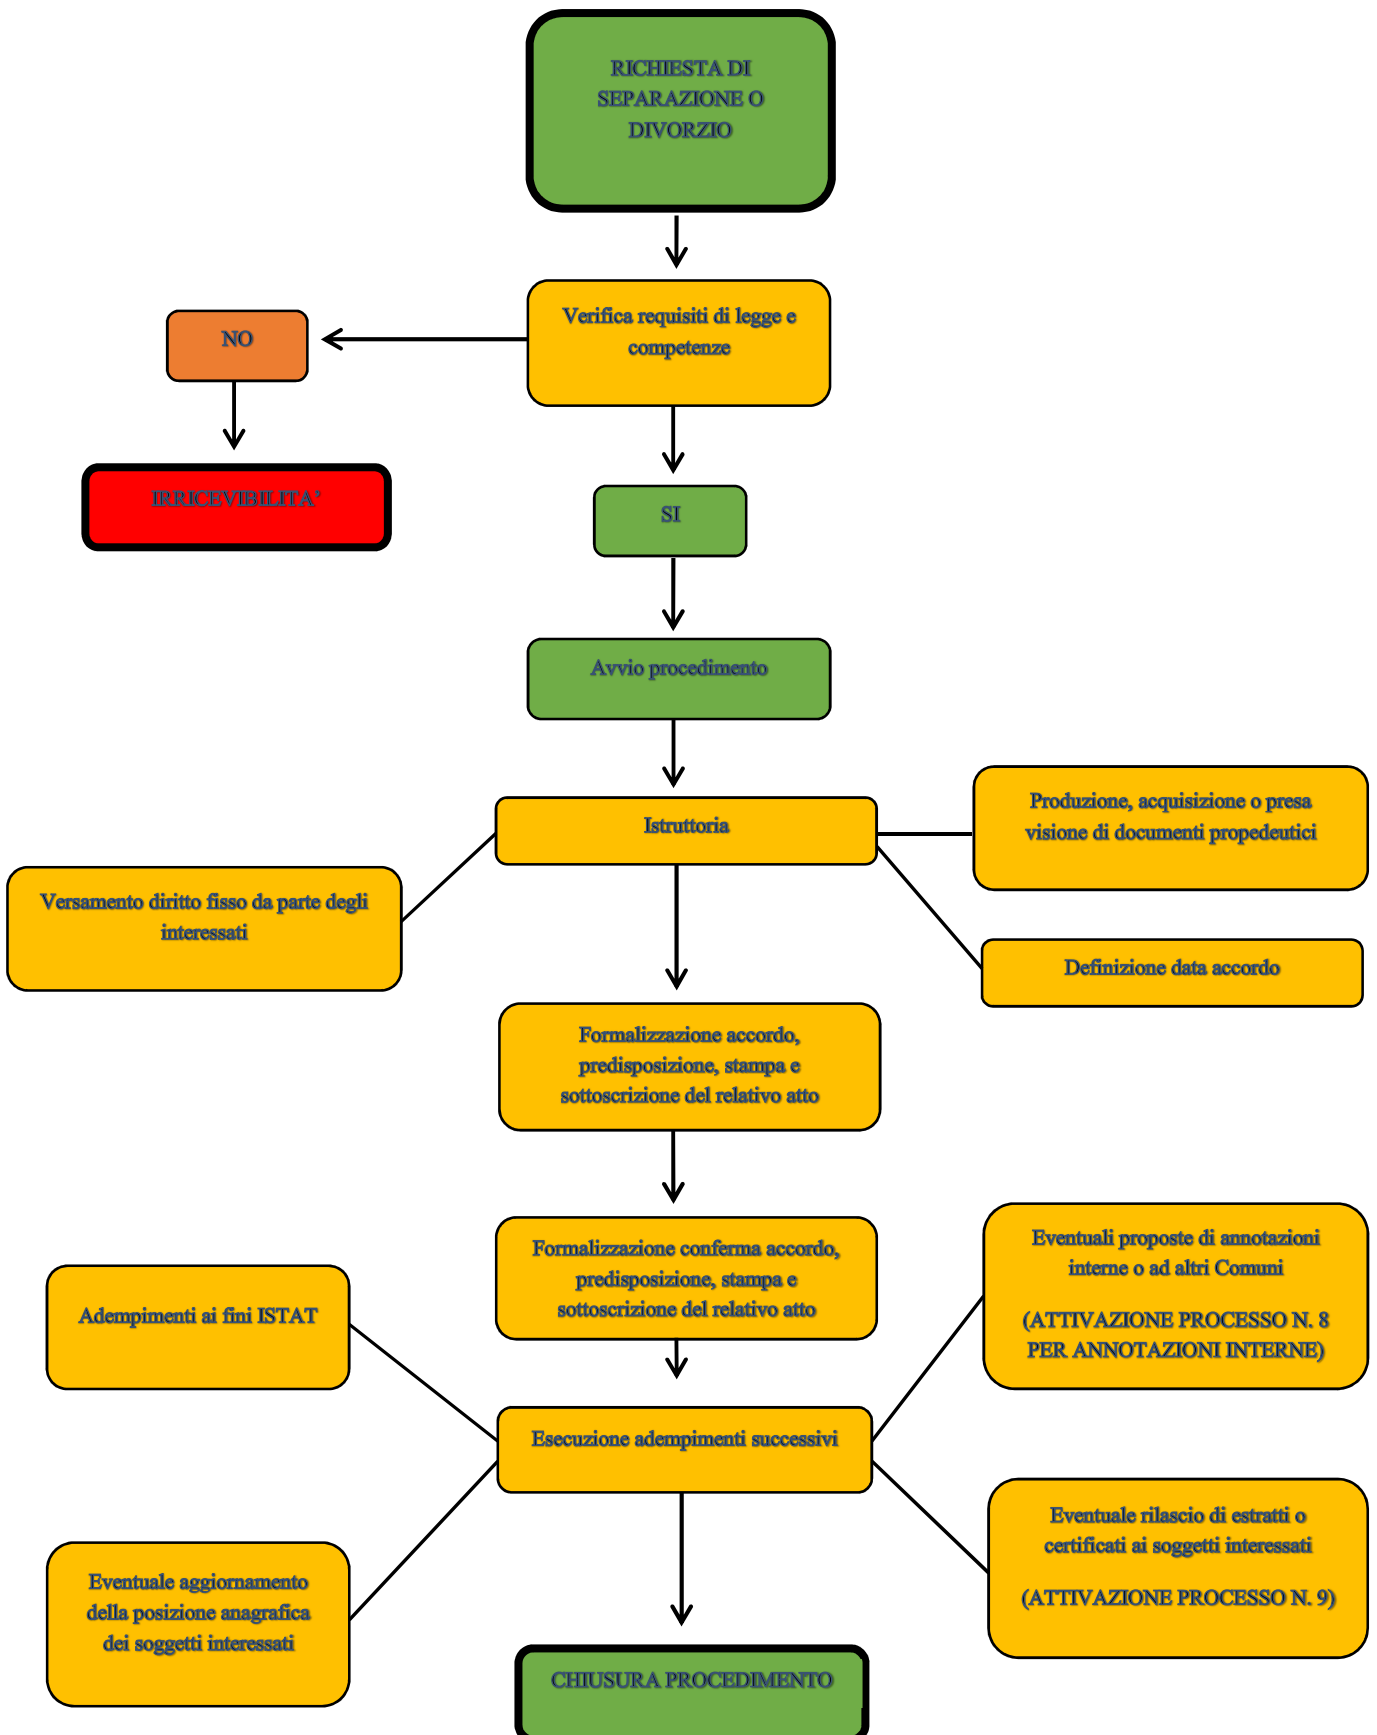 RICHIESTA DI
SEPARAZIONE O
DIVORZIO
Verifica requisiti di legge e
competenze
NO
IRRICEVIBILITA’
SI
Avvio procedimento
Istruttoria
Produzione, acquisizione o presa
visione di documenti propedeutici
Versamento diritto fisso da parte degli
interessati
Definizione data accordo
Formalizzazione accordo,
predisposizione, stampa e
sottoscrizione del relativo atto
Formalizzazione conferma accordo,
predisposizione, stampa e
sottoscrizione del relativo atto
Eventuali proposte di annotazioni
interne o ad altri Comuni
(ATTIVAZIONE PROCESSO N. 8
PER ANNOTAZIONI INTERNE)
Adempimenti ai fini ISTAT
Esecuzione adempimenti successivi
Eventuale rilascio di estratti o
certificati ai soggetti interessati
(ATTIVAZIONE PROCESSO N. 9)
Eventuale aggiornamento
della posizione anagrafica
dei soggetti interessati
CHIUSURA PROCEDIMENTO